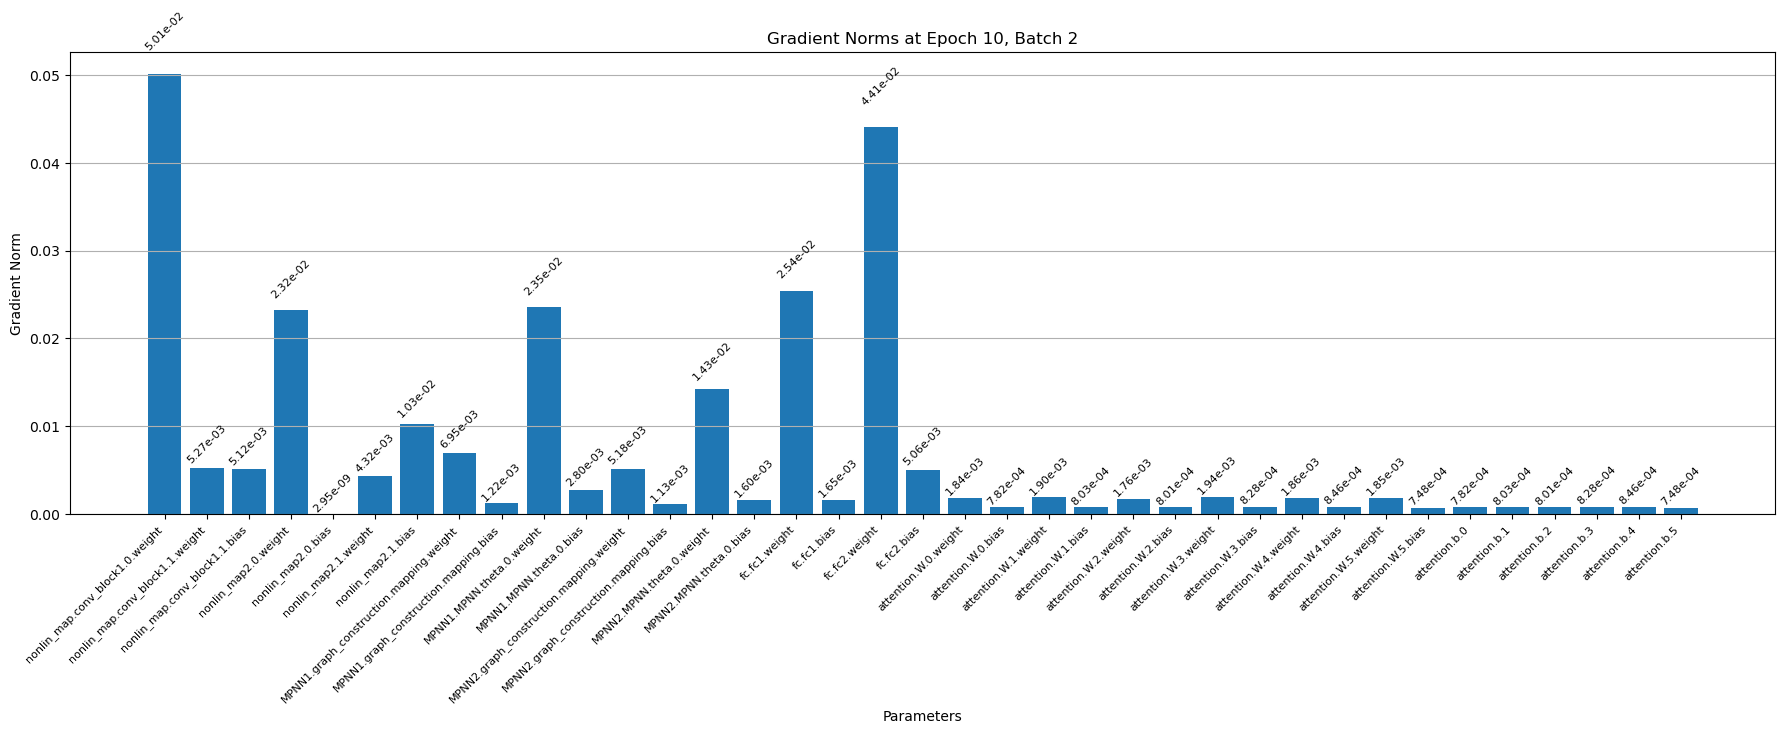 Gradient Norms at Epoch 10, Batch 2
Gradient Norm
0.05
0.04
0.03
0.02
0.01
0.00
5.01e-02
5.27e-03
5.12e-03
2.32e-02
2.95e-09
4.32e-03
1.03e-02
6.95e-03
1.22e-03
2.35e-02
2.80e-03
5.18e-03
1.13e-03
1.43e-02
1.60e-03
2.54e-02
1.65e-03
4.41e-02
5.06e-03
1.84e-03
7.82e-04
1.90e-03
8.03e-04
1.76e-03
8.01e-04
1.94e-03
8.28e-04
1.86e-03
8.46e-04
1.85e-03
7.48e-04
7.82e-04
8.03e-04
8.01e-04
8.28e-04
8.46e-04
7.48e-04
nonlin_map.conv_block1.0.weight
nonlin_map.conv_block1.1.weight
nonlin_map.conv_block1.1.bias
nonlin_map2.0.weight
nonlin_map2.0.bias
nonlin_map2.1.weight
nonlin_map2.1.bias
MPNN1.graph_construction.mapping.weight
MPNN1.graph_construction.mapping.bias
MPNN1.MPNN.theta.0.weight
MPNN1.MPNN.theta.0.bias
MPNN2.graph_construction.mapping.weight
MPNN2.graph_construction.mapping.bias
MPNN2.MPNN.theta.0.weight
MPNN2.MPNN.theta.0.bias
fc.fc1.weight
fc.fc1.bias
fc.fc2.weight
fc.fc2.bias
attention.W.0.weight
attention.W.0.bias
attention.W.1.weight
attention.W.1.bias
attention.W.2.weight
attention.W.2.bias
attention.W.3.weight
attention.W.3.bias
attention.W.4.weight
attention.W.4.bias
attention.W.5.weight
attention.W.5.bias
attention.b.0
attention.b.1
attention.b.2
attention.b.3
attention.b.4
attention.b.5
Parameters